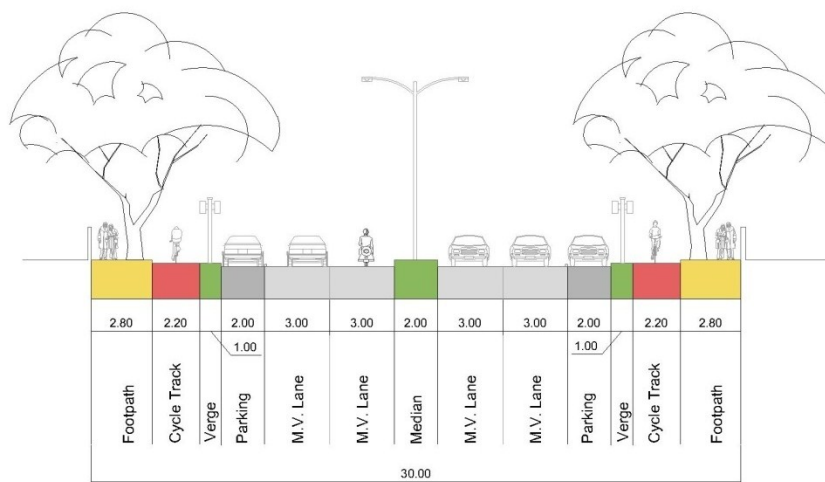 2.80 2.20 2.00 3.00 3.00 2.00 3.00 3.00 2.00 2.20 2.80
1.00 1.00
Footpath
Cycle Track
Verge
Parking
M.V. Lane
M.V. Lane
Median
M.V. Lane
M.V. Lane
Parking
Verge
Cycle Track
Footpath
30.00